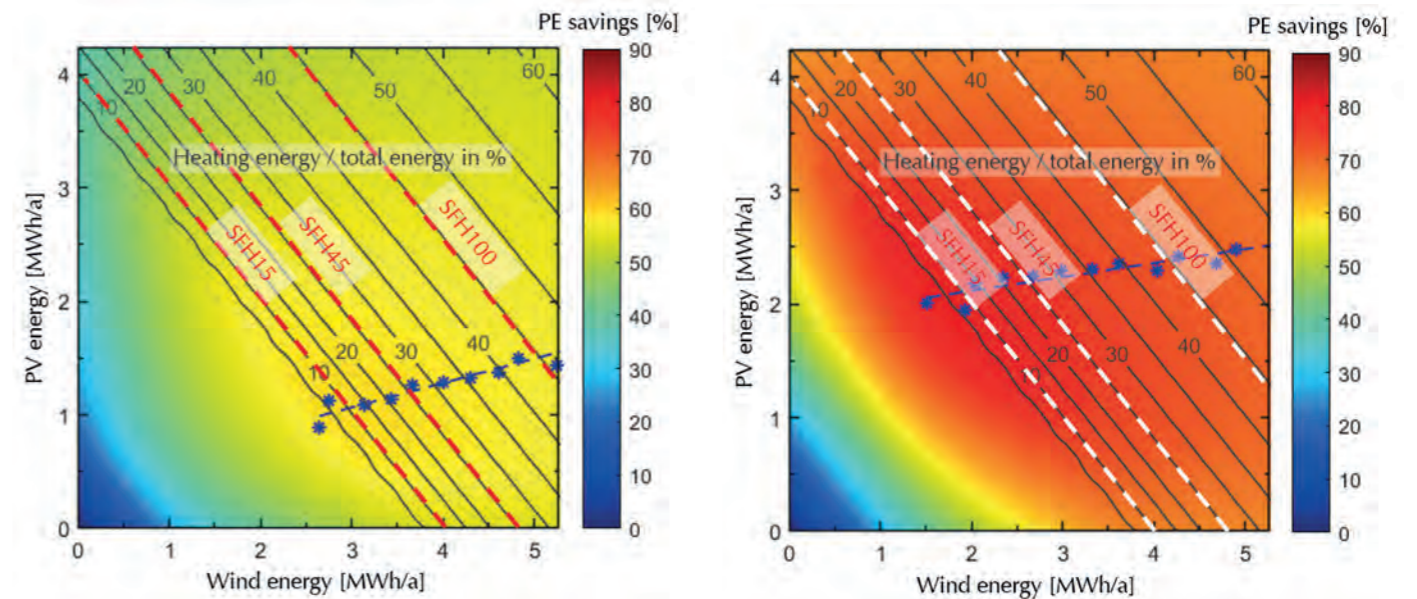 PE savings [%]
4
3
2
1
0
PV energy [MWh/a]
0 1 2 3 4 5
Wind energy [MWh/a]
10 20 30 40 50 60
Heating energy / total energy in %
SFH15 SFH45 SFH100
10 20 30 40
90
80
70
60
50
40
30
20
10
0
PE savings [%]
4
3
2
1
0
PV energy [MWh/a]
0 1 2 3 4 5
Wind energy [MWh/a]
10 20 30 40 50 60
Heating energy / total energy in %
SFH15 SFH45 SFH100
20 30 40
90
80
70
60
50
40
30
20
10
0